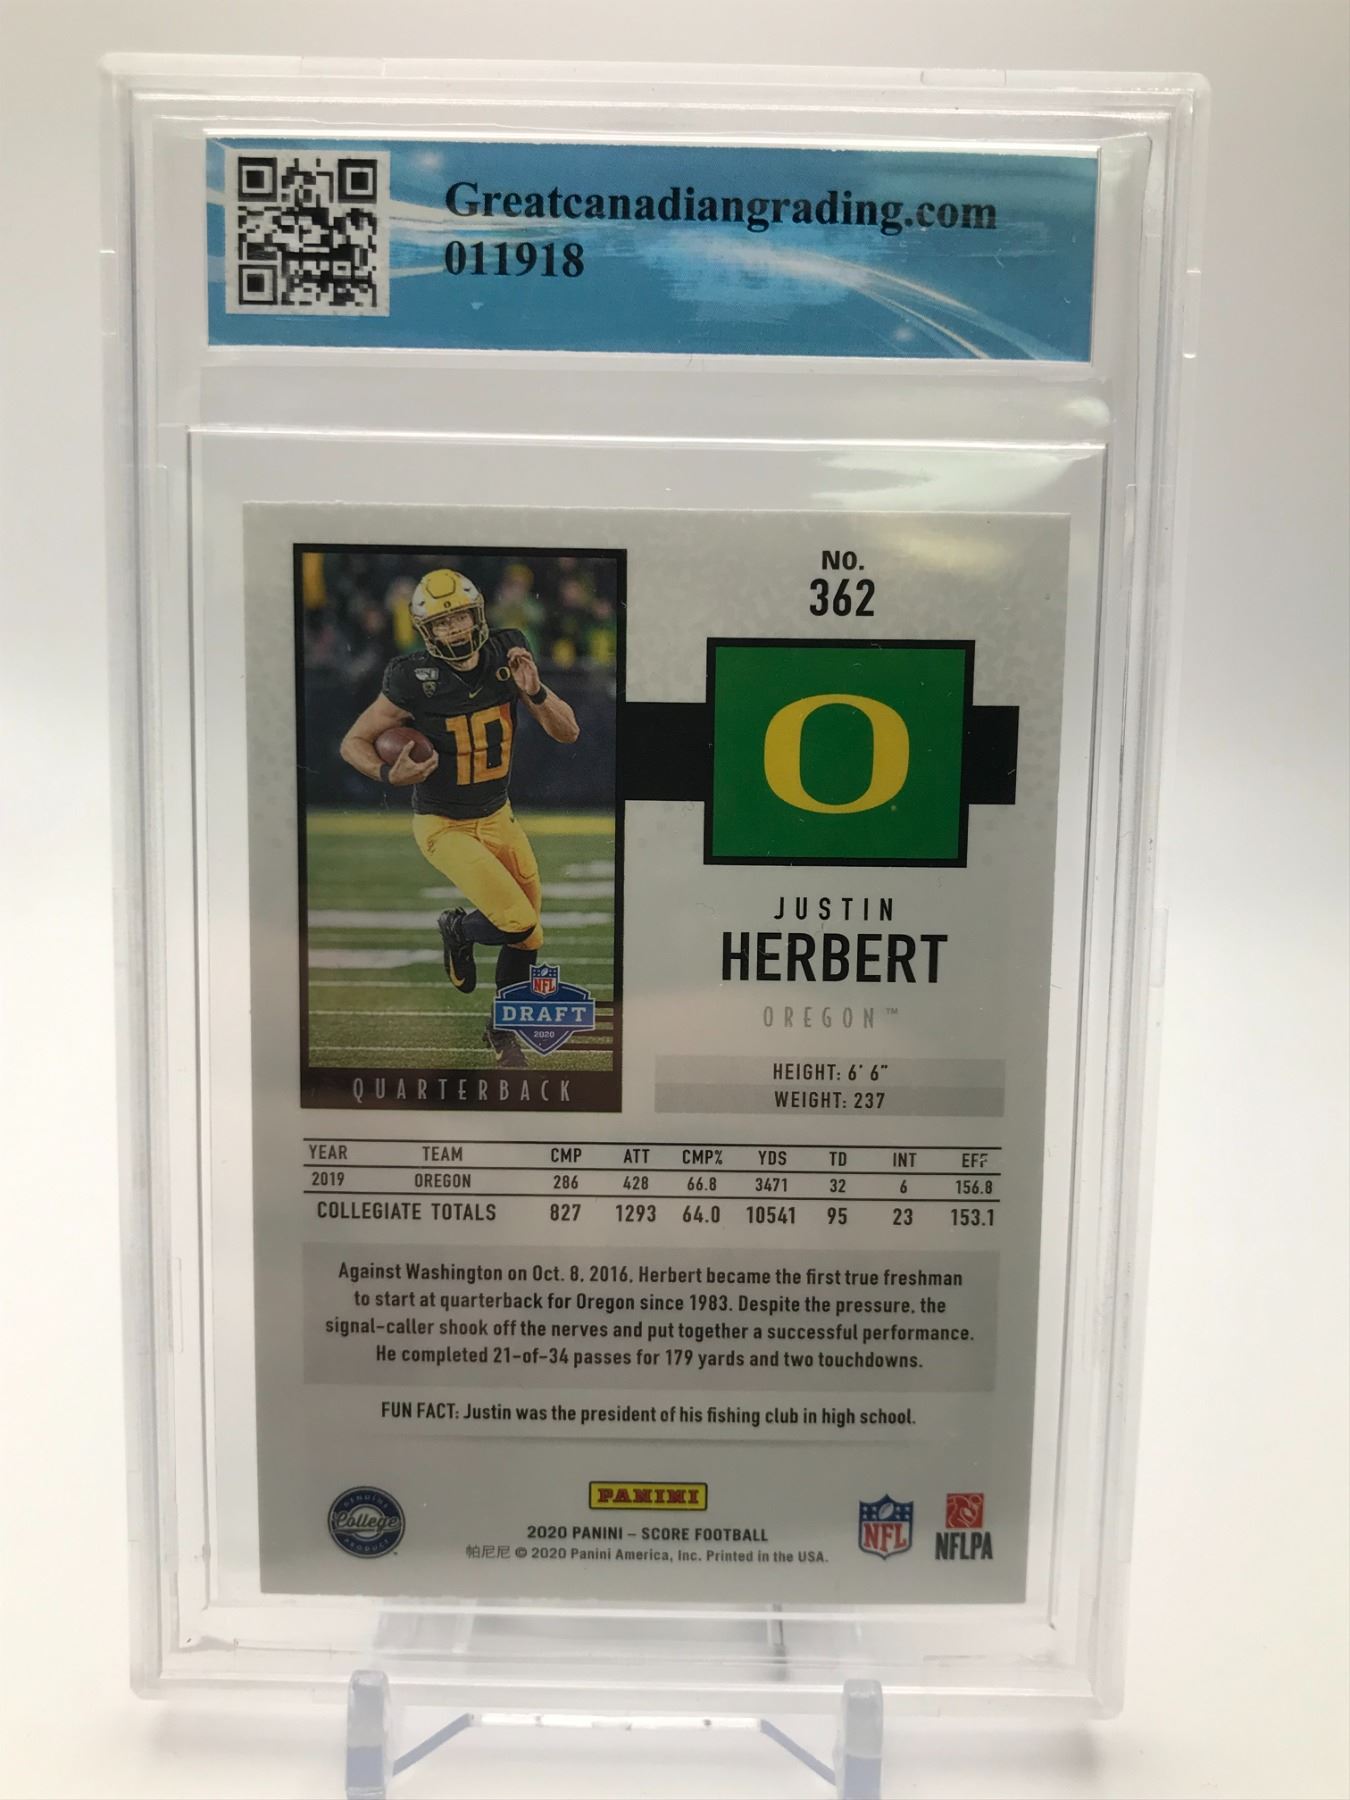 Greatcanadiangrading.com
011918
NO.
362
10
O
JUSTIN
HERBERT
OREGON™
NFL
DRAFT
2020
QUARTERBACK
HEIGHT: 6' 6"
WEIGHT: 237
YEAR TEAM CMP ATT CMP% YDS TD INT EFF
2019 OREGON 286 428 66.8 3471 32 6 156.8
COLLEGIATE TOTALS 827 1293 64.0 10541 95 23 153.1
Against Washington on Oct. 8, 2016, Herbert became the first true freshman
to start at quarterback for Oregon since 1983. Despite the pressure, the
signal-caller shook off the nerves and put together a successful performance.
He completed 21-of-34 passes for 179 yards and two touchdowns.
FUN FACT: Justin was the president of his fishing club in high school.
GENUINE
College
PRODUCT
PANINI
2020 PANINI – SCORE FOOTBALL
帕尼尼 © 2020 Panini America, Inc. Printed in the USA.
NFL
NFLPA